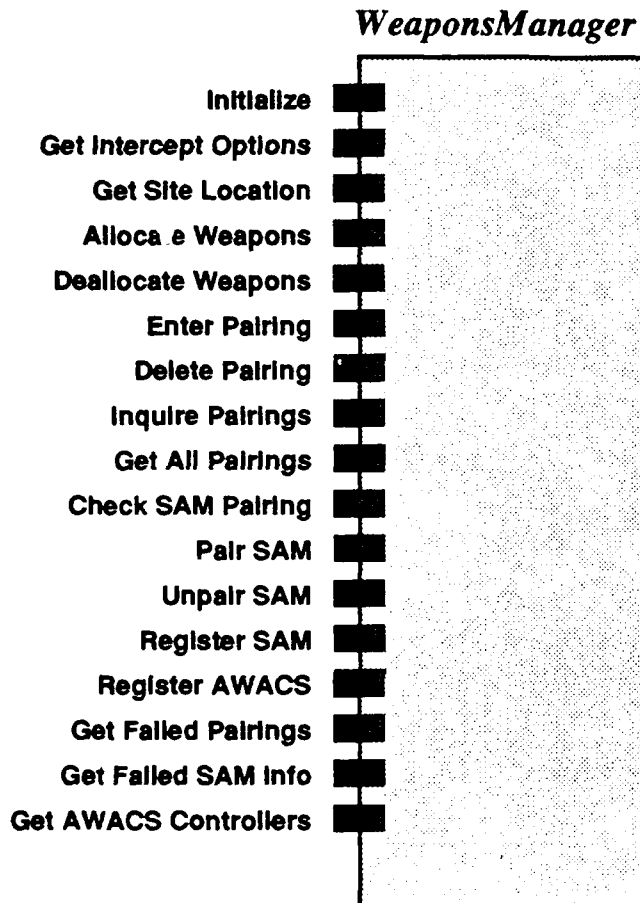 WeaponsManager
Initialize
Get Intercept Options
Get Site Location
Alloca e Weapons
Deallocate Weapons
Enter Pairing
Delete Pairing
Inquire Pairings
Get All Pairings
Check SAM Pairing
Pair SAM
Unpair SAM
Register SAM
Register AWACS
Get Failed Pairings
Get Failed SAM Info
Get AWACS Controllers